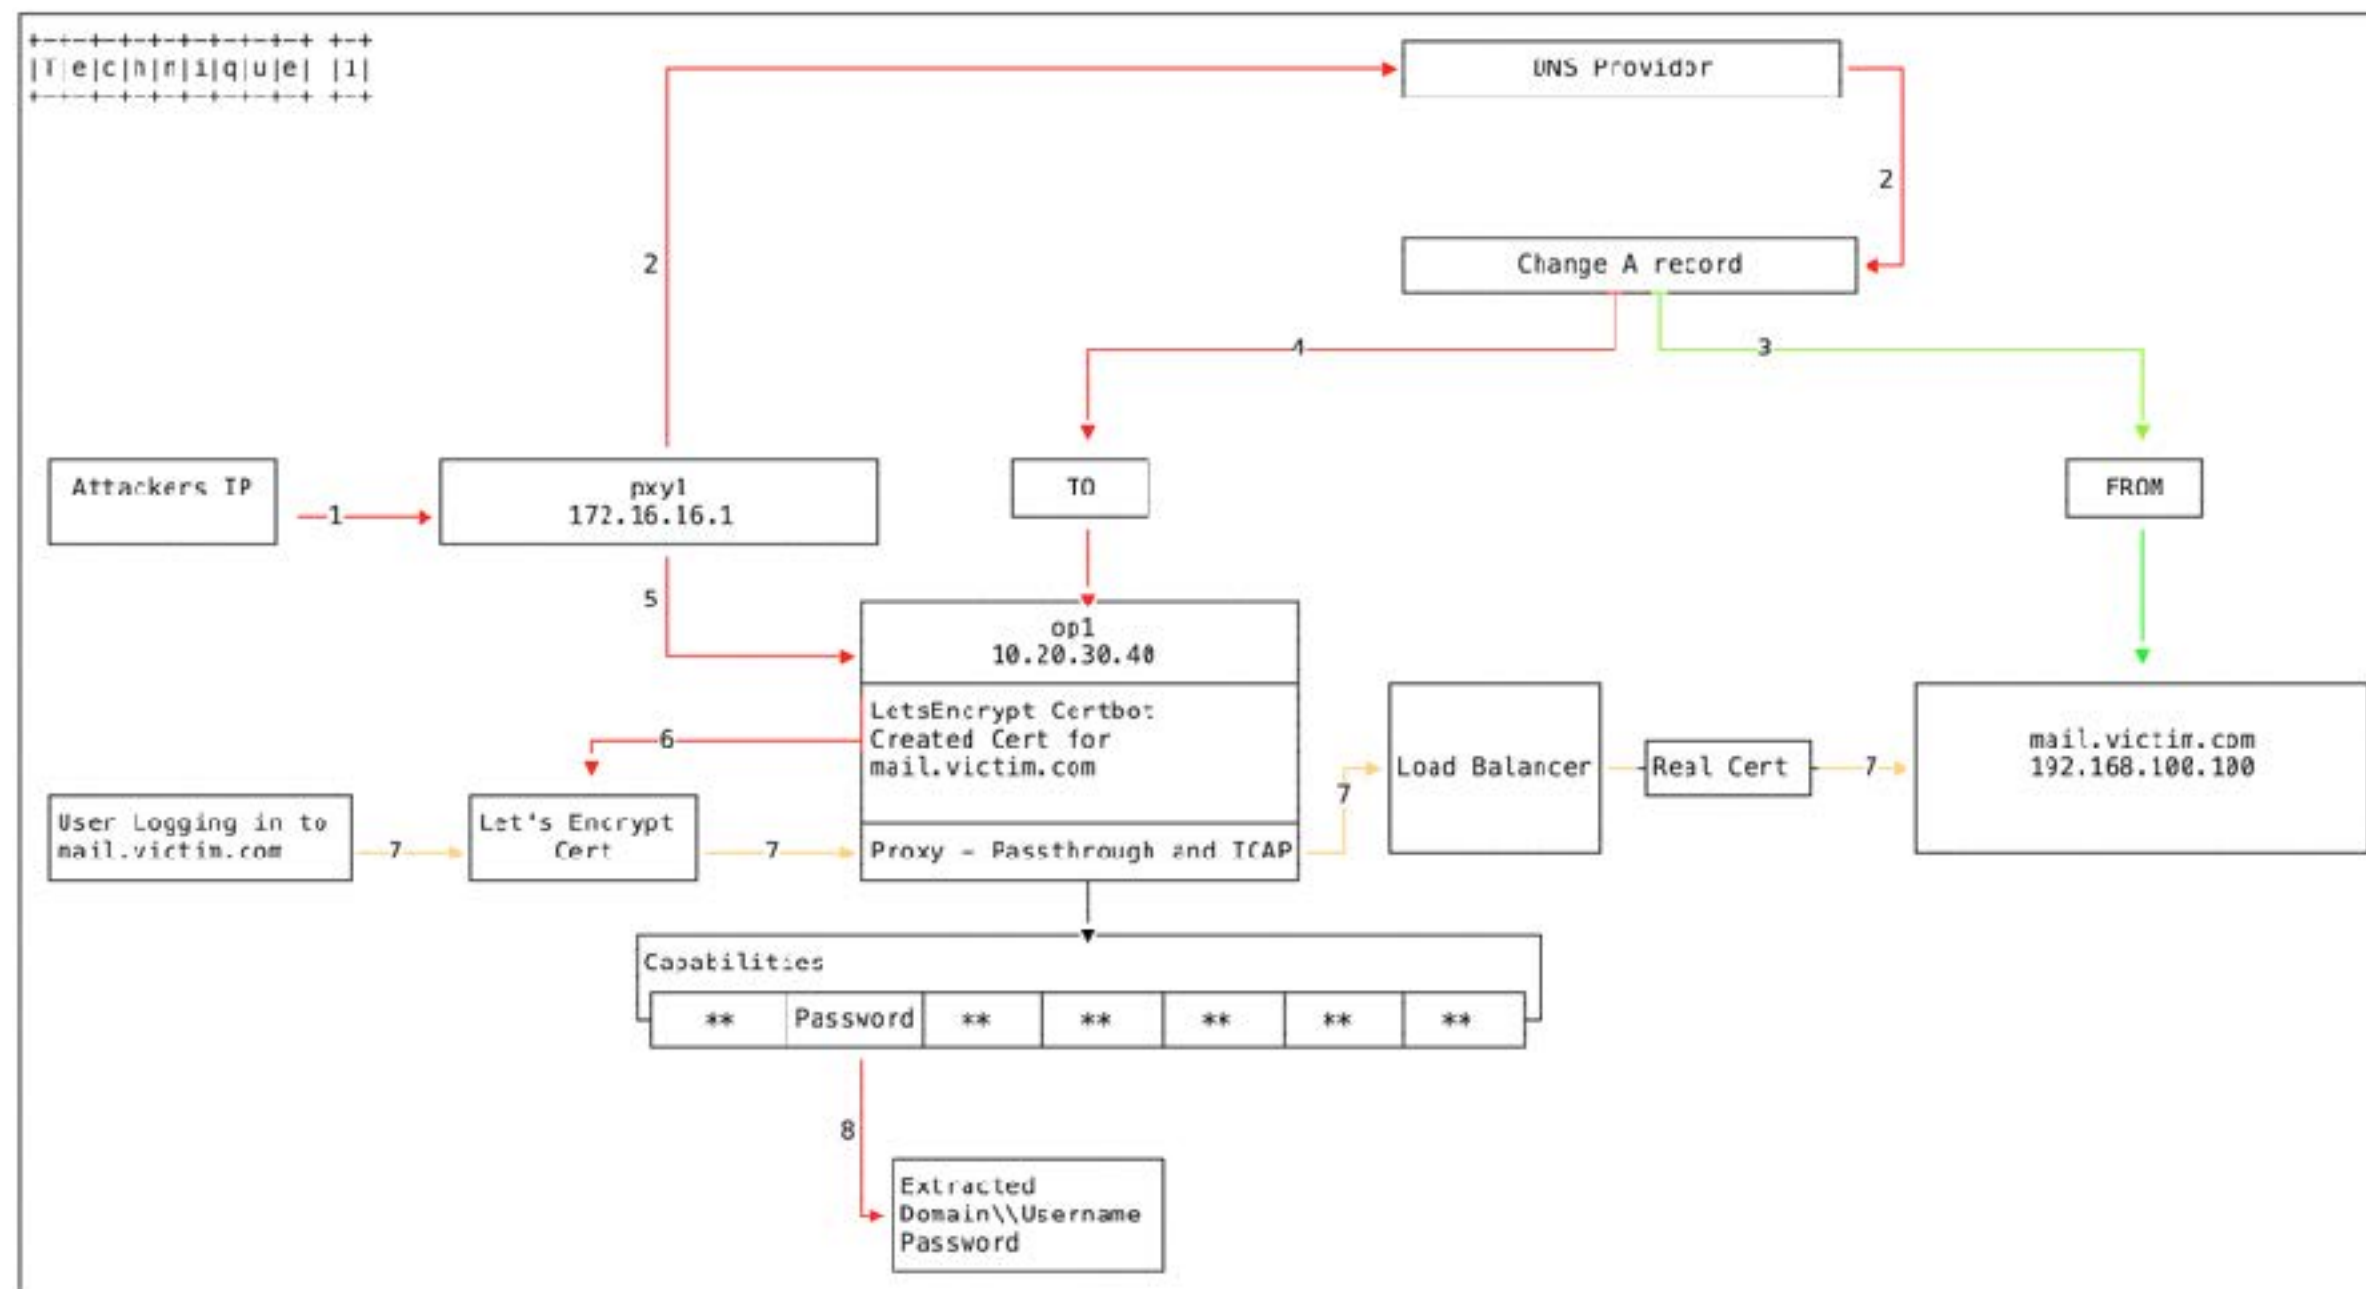 +-+-+-+-+-+-+-+-+-+ +-+
|T|e|c|h|n|i|q|u|e| |1|
+-+-+-+-+-+-+-+-+-+ +-+
DNS Providor
2
2
Change A record
4
3
Attackers IP
1
pxy1
172.16.16.1
TO
FROM
5
op1
10.20.30.40
LetsEncrypt Certbot
Created Cert for
mail.victim.com
6
Load Balancer
Real Cert
7
mail.victim.com
192.168.100.100
7
User Logging in to
mail.victim.com
7
Let's Encrypt
Cert
7
Proxy - Passthrough and ICAP
Capabilities
** Password ** ** ** ** **
8
Extracted
Domain\\Username
Password